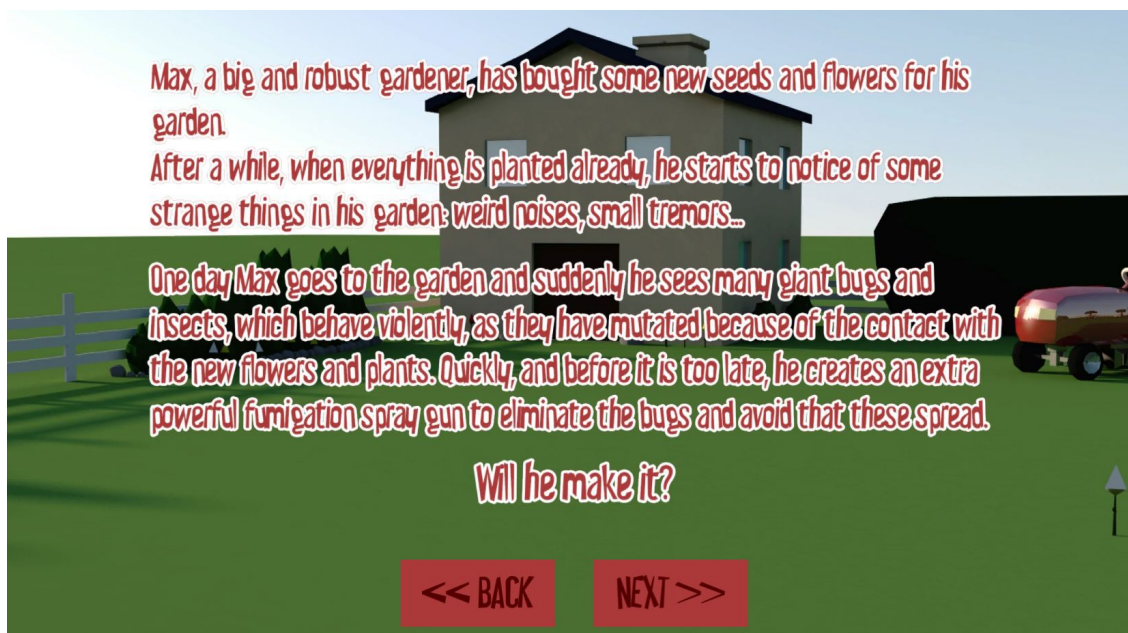 Max, a big and robust gardener, has bought some new seeds and flowers for his
garden.
After a while, when everything is planted already, he starts to notice of some
strange things in his garden: weird noises, small tremors...
One day Max goes to the garden and suddenly he sees many giant bugs and
insects, which behave violently, as they have mutated because of the contact with
the new flowers and plants. Quickly, and before it is too late, he creates an extra
powerful fumigation spray gun to eliminate the bugs and avoid that these spread.
Will he make it?
<< BACK NEXT >>